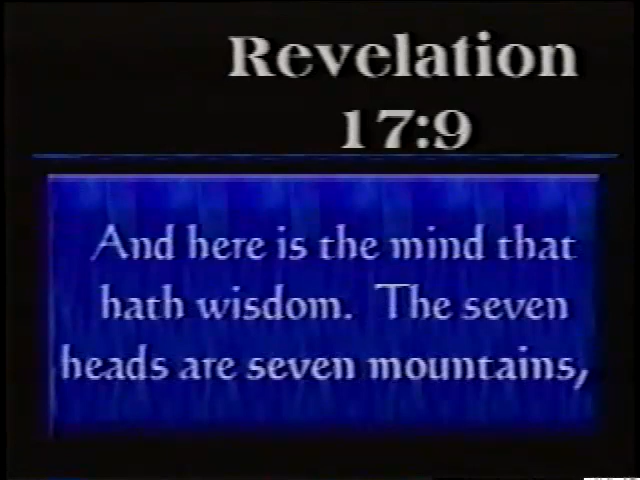 Revelation
17:9
And here is the mind that
hath wisdom. The seven
heads are seven mountains,